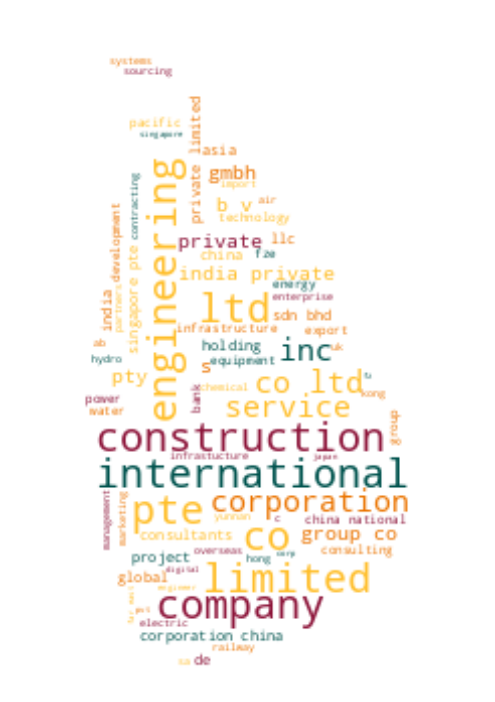 systems
sourcing
pacific
singapore
private limited
asia
gmbh
import
engineering
contracting
b v
air
technology
development
private
llc
china
fze
singapore pte
partners
india
india private
energy
enterprise
ltd
sdn bhd
infrastructure
export
ab
holding
inc
uk
hydro
s
equipment
pty
chemical
co ltd
kong
power
water
bank
service
group
construction
infrastucture
japan
international
management
marketing
pte
corporation
yunnan
c
china national
consultants
co
group co
consulting
project
overseas
hong
corp
digital
global
limited
engineer
far east
company
electric
corporation china
railway
sa
de